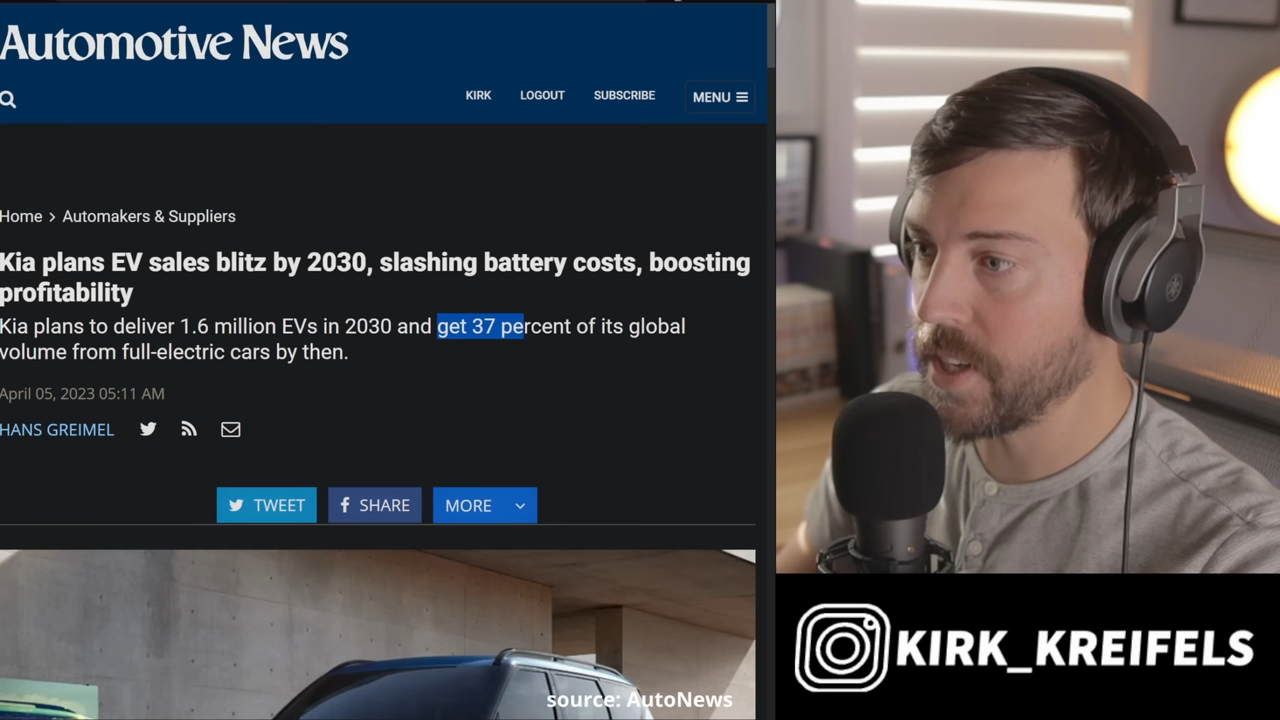 Automotive News
KIRK
LOGOUT
SUBSCRIBE
MENU
Home > Automakers & Suppliers
Kia plans EV sales blitz by 2030, slashing battery costs, boosting
profitability
Kia plans to deliver 1.6 million EVs in 2030 and get 37 percent of its global
volume from full-electric cars by then.
April 05, 2023 05:11 AM
HANS GREIMEL
TWEET
SHARE
MORE
source: AutoNews
KIRK_KREIFELS